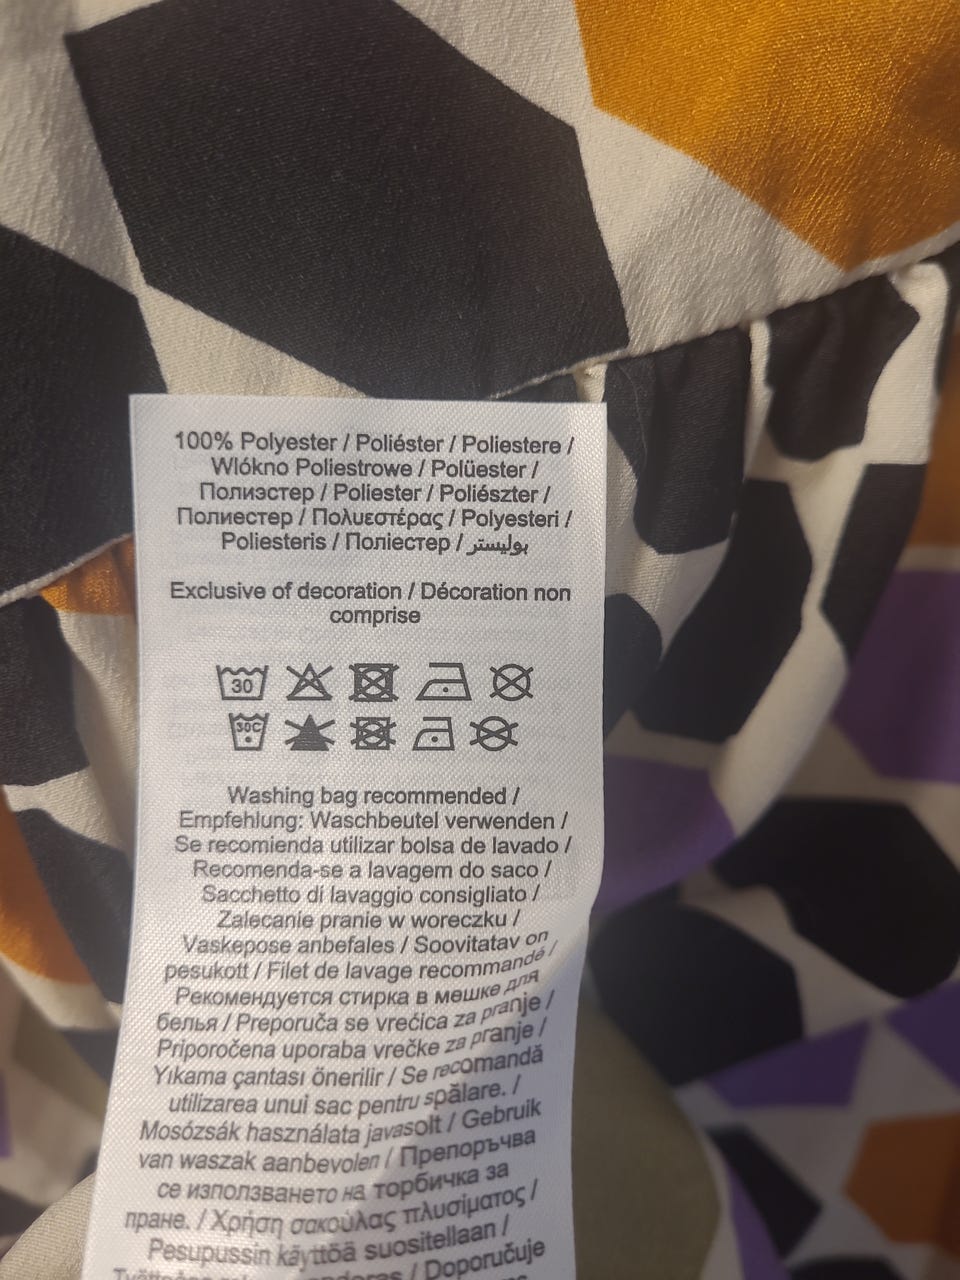 100% Polyester / Poliéster / Poliestere /
Wlókno Poliestrowe / Polüester /
Полиэстер / Poliester / Poliészter /
Полиестер / Πολυεστέρας / Polyesteri /
Poliesteris / Поліестер / بوليستر
Exclusive of decoration / Décoration non
comprise
30
30C
Washing bag recommended /
Empfehlung: Waschbeutel verwenden /
Se recomienda utilizar bolsa de lavado /
Recomenda-se a lavagem do saco /
Sacchetto di lavaggio consigliato /
Zalecanie pranie w woreczku /
Vaskepose anbefales / Soovitatav on
pesukott / Filet de lavage recommandé /
Рекомендуется стирка в мешке для
белья / Preporuča se vrećica za pranje /
Priporočena uporaba vrečke za pranje /
Yıkama çantası önerilir / Se recomandă
utilizarea unui sac pentru spălare. /
Mosózsák használata javasolt / Gebruik
van waszak aanbevolen / Препоръчва
се използването на торбичка за
пране. / Χρήση σακούλας πλυσίματος /
Pesupussin käyttöä suositellaan /
/ Doporučuje